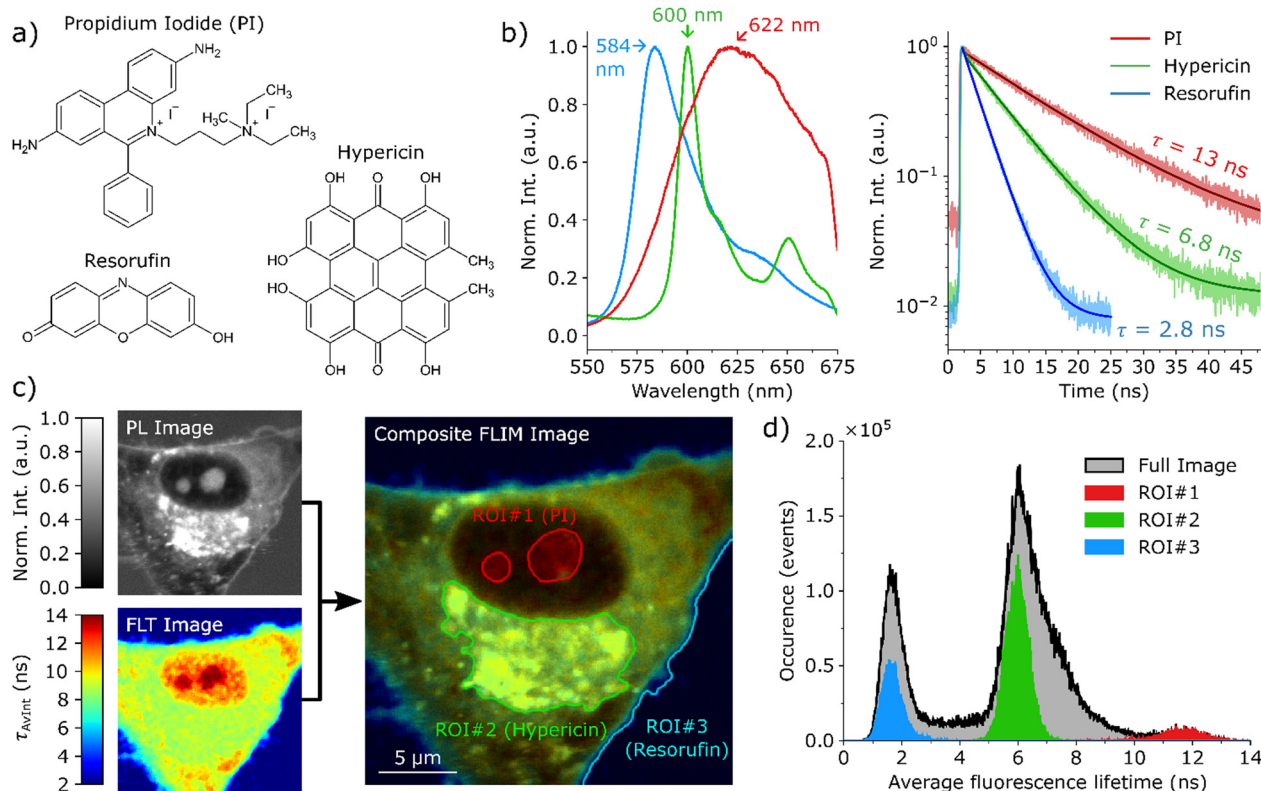 a)
Propidium Iodide (PI)
NH₂
H₂N
N⁺
I⁻
H₃C
N⁺
I⁻
CH₃
CH₃
Hypericin
OH
O
OH
HO
CH₃
HO
CH₃
OH
O
OH
Resorufin
N
O
O
OH
b)
584
nm
600 nm
622 nm
Norm. Int. (a.u.)
1.0
0.8
0.6
0.4
0.2
0.0
550
575
600
625
650
675
Wavelength (nm)
PI
Hypericin
Resorufin
Norm. Int. (a.u.)
10⁰
10⁻¹
10⁻²
τ = 13 ns
τ = 6.8 ns
τ = 2.8 ns
0
5
10
15
20
25
30
35
40
45
Time (ns)
c)
Norm. Int. (a.u.)
1.0
0.8
0.6
0.4
0.2
0.0
PL Image
τAvInt (ns)
14
12
10
8
6
4
2
FLT Image
Composite FLIM Image
ROI#1 (PI)
ROI#2 (Hypericin)
ROI#3
(Resorufin)
5 µm
d)
×10⁵
Occurence (events)
2.0
1.5
1.0
0.5
0.0
Full Image
ROI#1
ROI#2
ROI#3
0
2
4
6
8
10
12
14
Average fluorescence lifetime (ns)